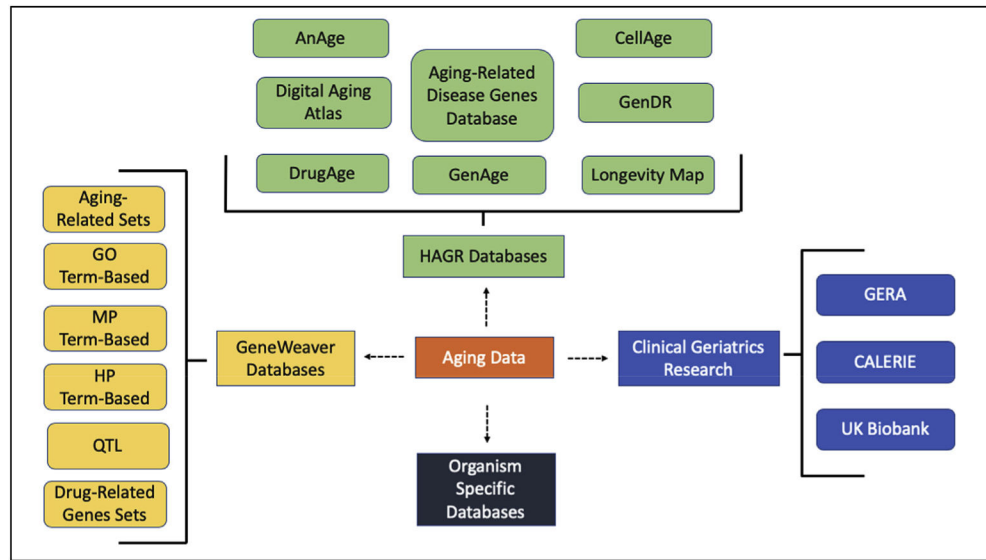 AnAge
CellAge
Aging-Related
Disease Genes
Database
Digital Aging
Atlas
GenDR
DrugAge
GenAge
Longevity Map
Aging-
Related Sets
GO
Term-Based
MP
Term-Based
HP
Term-Based
QTL
Drug-Related
Genes Sets
HAGR Databases
GeneWeaver
Databases
Aging Data
Clinical Geriatrics
Research
GERA
CALERIE
UK Biobank
Organism
Specific
Databases